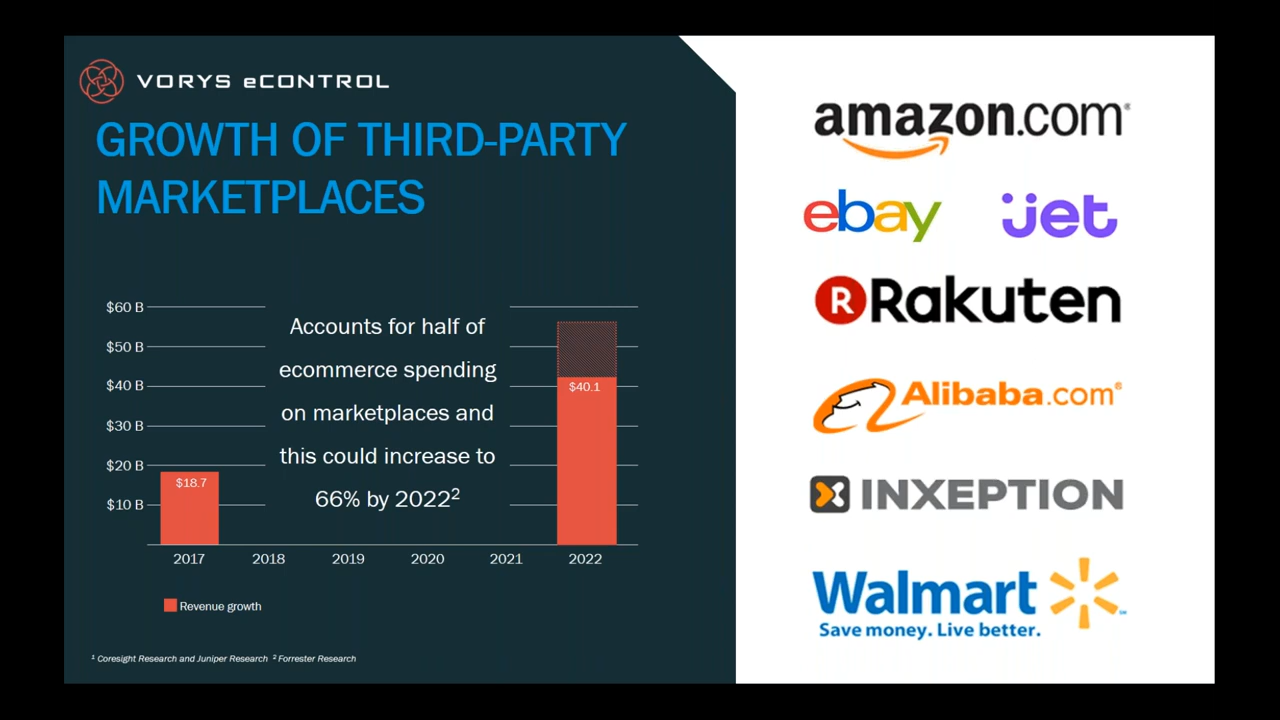 VORYS eCONTROL
GROWTH OF THIRD-PARTY
MARKETPLACES
$60 B
$50 B
$40 B
$30 B
$20 B
$10 B
Accounts for half of
ecommerce spending
on marketplaces and
this could increase to
66% by 2022²
$18.7
$40.1
2017 2018 2019 2020 2021 2022
Revenue growth
¹ Coresight Research and Juniper Research ² Forrester Research
amazon.com®
ebay jet
R Rakuten
Alibaba.com®
INXEPTION
Walmart
Save money. Live better.℠